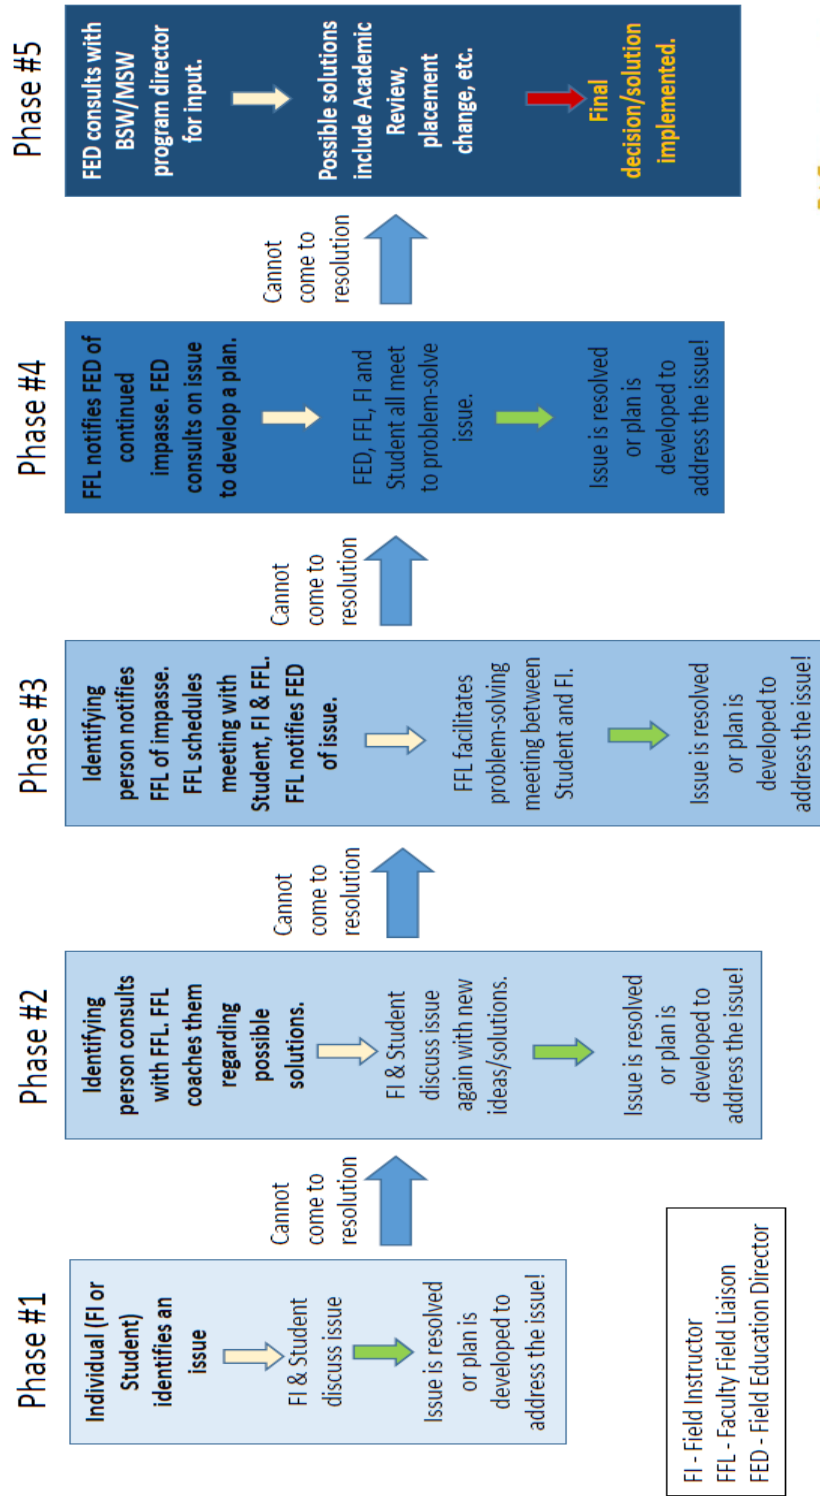 Phase #1
Individual (FI or
Student)
identifies an
issue
FI & Student
discuss issue
Issue is resolved
or plan is
developed to
address the issue!
Cannot
come to
resolution
Phase #2
Identifying
person consults
with FFL. FFL
coaches them
regarding
possible
solutions.
FI & Student
discuss issue
again with new
ideas/solutions.
Issue is resolved
or plan is
developed to
address the issue!
Cannot
come to
resolution
Phase #3
Identifying
person notifies
FFL of impasse.
FFL schedules
meeting with
Student, FI & FFL.
FFL notifies FED
of issue.
FFL facilitates
problem-solving
meeting between
Student and FI.
Issue is resolved
or plan is
developed to
address the issue!
Cannot
come to
resolution
Phase #4
FFL notifies FED of
continued
impasse. FED
consults on issue
to develop a plan.
FED, FFL, FI and
Student all meet
to problem-solve
issue.
Issue is resolved
or plan is
developed to
address the issue!
Cannot
come to
resolution
Phase #5
FED consults with
BSW/MSW
program director
for input.
Possible solutions
include Academic
Review,
placement
change, etc.
Final
decision/solution
implemented.
FI - Field Instructor
FFL - Faculty Field Liaison
FED - Field Education Director